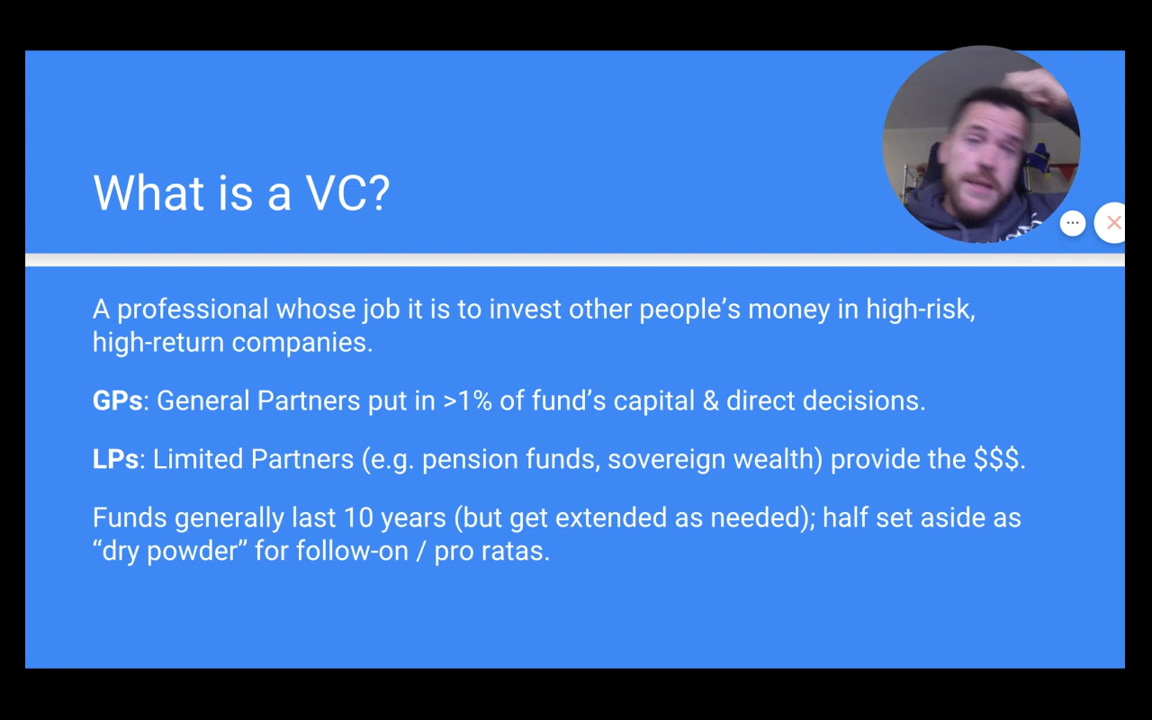 What is a VC?
A professional whose job it is to invest other people’s money in high-risk,
high-return companies.
GPs: General Partners put in >1% of fund’s capital & direct decisions.
LPs: Limited Partners (e.g. pension funds, sovereign wealth) provide the $$$.
Funds generally last 10 years (but get extended as needed); half set aside as
“dry powder” for follow-on / pro ratas.